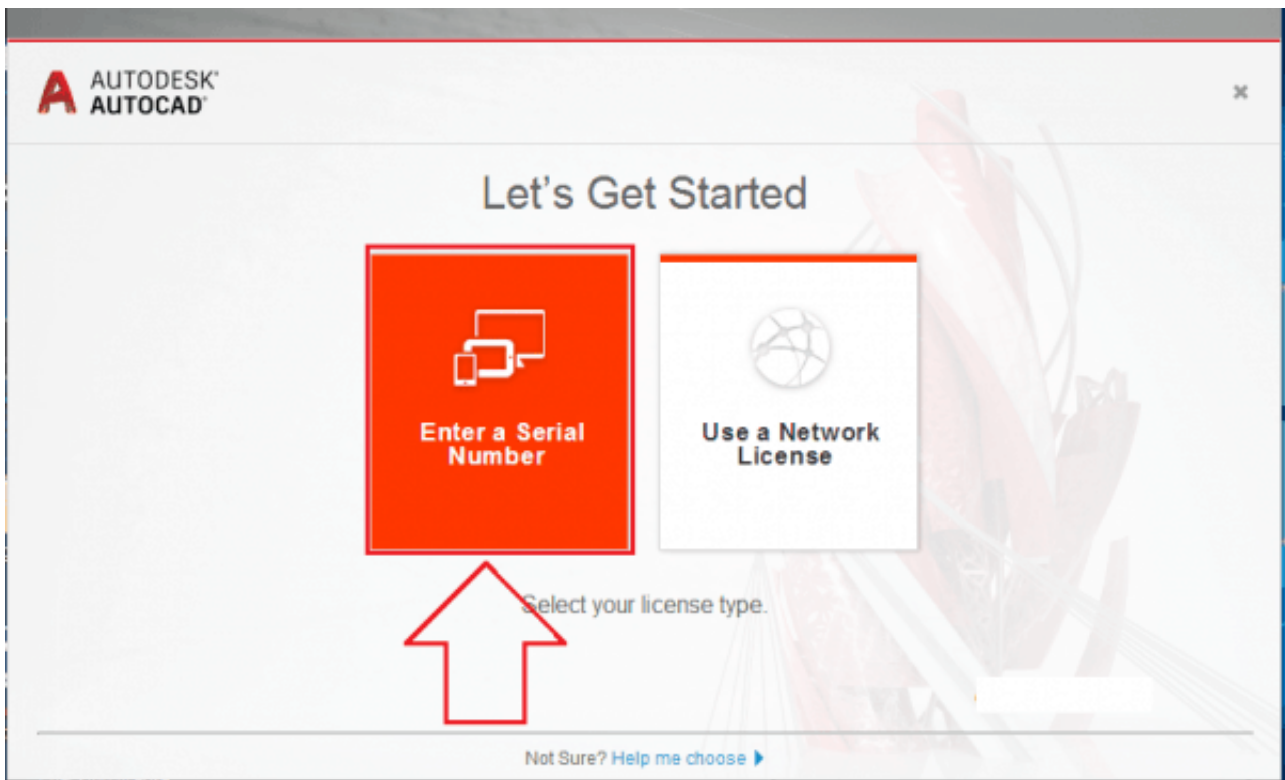 AUTODESK®
AUTOCAD®
Let's Get Started
Enter a Serial
Number
Use a Network
License
Select your license type.
Not Sure? Help me choose